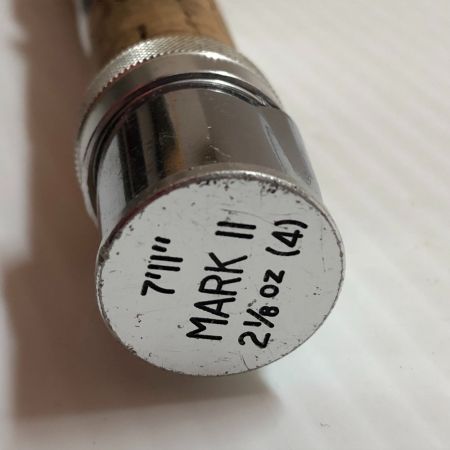 7'11"
MARK II
2⅛ oz (4)